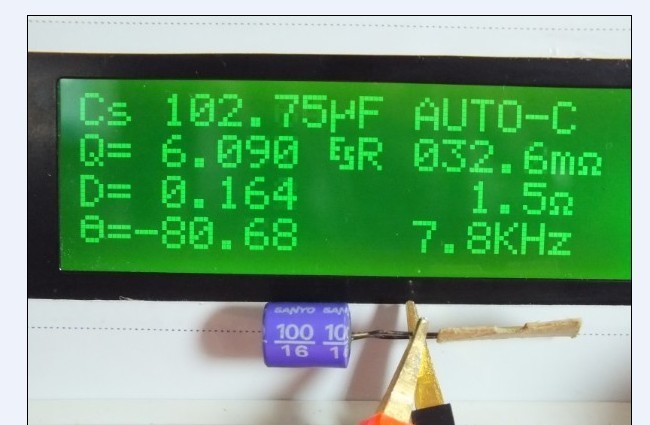 Cs 102.75µF AUTO-C
Q= 6.090 ESR 032.6mΩ
D= 0.164 1.5Ω
θ=-80.68 7.8KHz
SANYO SAN
100 10
16 1